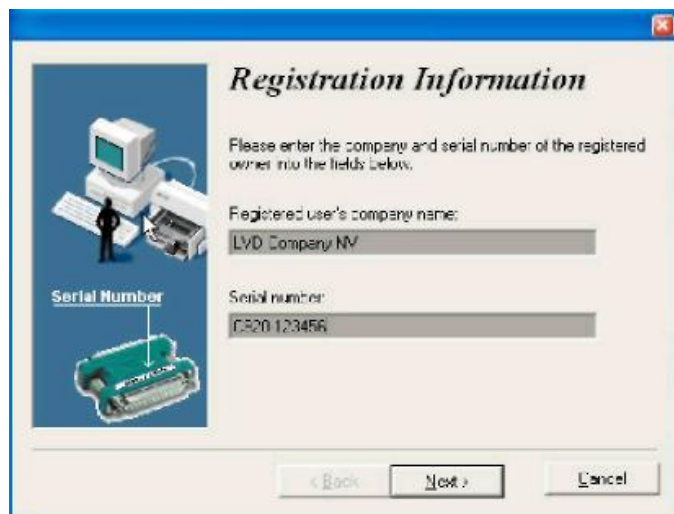 Registration Information
Please enter the company and serial number of the registered
owner into the fields below.
Registered user's company name:
LVD Company NV
Serial Number
Serial number:
123456
< Back
Next >
Cancel